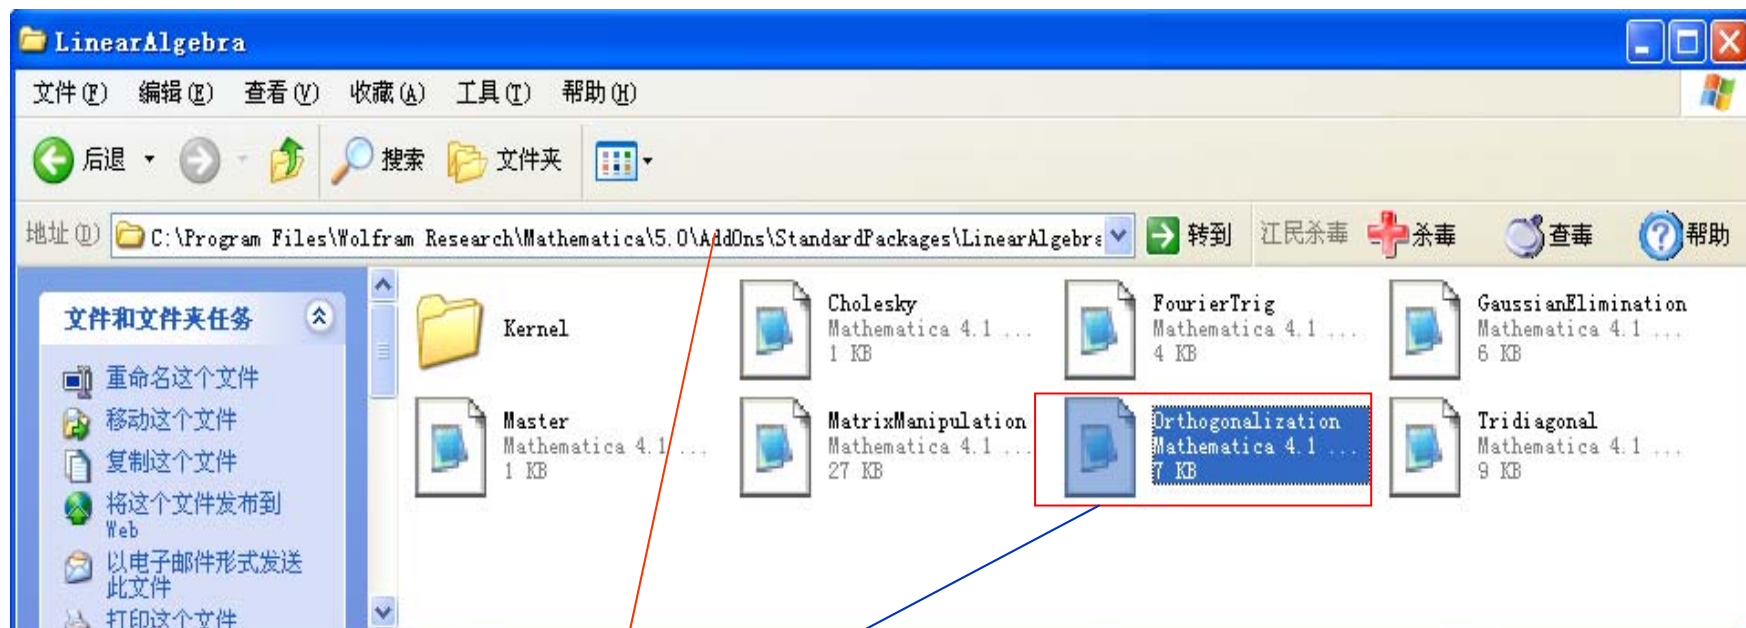 LinearAlgebra
文件(F) 编辑(E) 查看(V) 收藏(A) 工具(T) 帮助(H)
后退 搜索 文件夹
地址(D) C:\Program Files\Wolfram Research\Mathematica\5.0\AddOns\StandardPackages\LinearAlgebra 转到 江民杀毒 杀毒 查毒 帮助
文件和文件夹任务
重命名这个文件
移动这个文件
复制这个文件
将这个文件发布到
Web
以电子邮件形式发送
此文件
打印这个文件
Kernel
Cholesky
Mathematica 4.1 ...
1 KB
FourierTrig
Mathematica 4.1 ...
4 KB
GaussianElimination
Mathematica 4.1 ...
6 KB
Master
Mathematica 4.1 ...
1 KB
MatrixManipulation
Mathematica 4.1 ...
27 KB
Orthogonalization
Mathematica 4.1 ...
7 KB
Tridiagonal
Mathematica 4.1 ...
9 KB